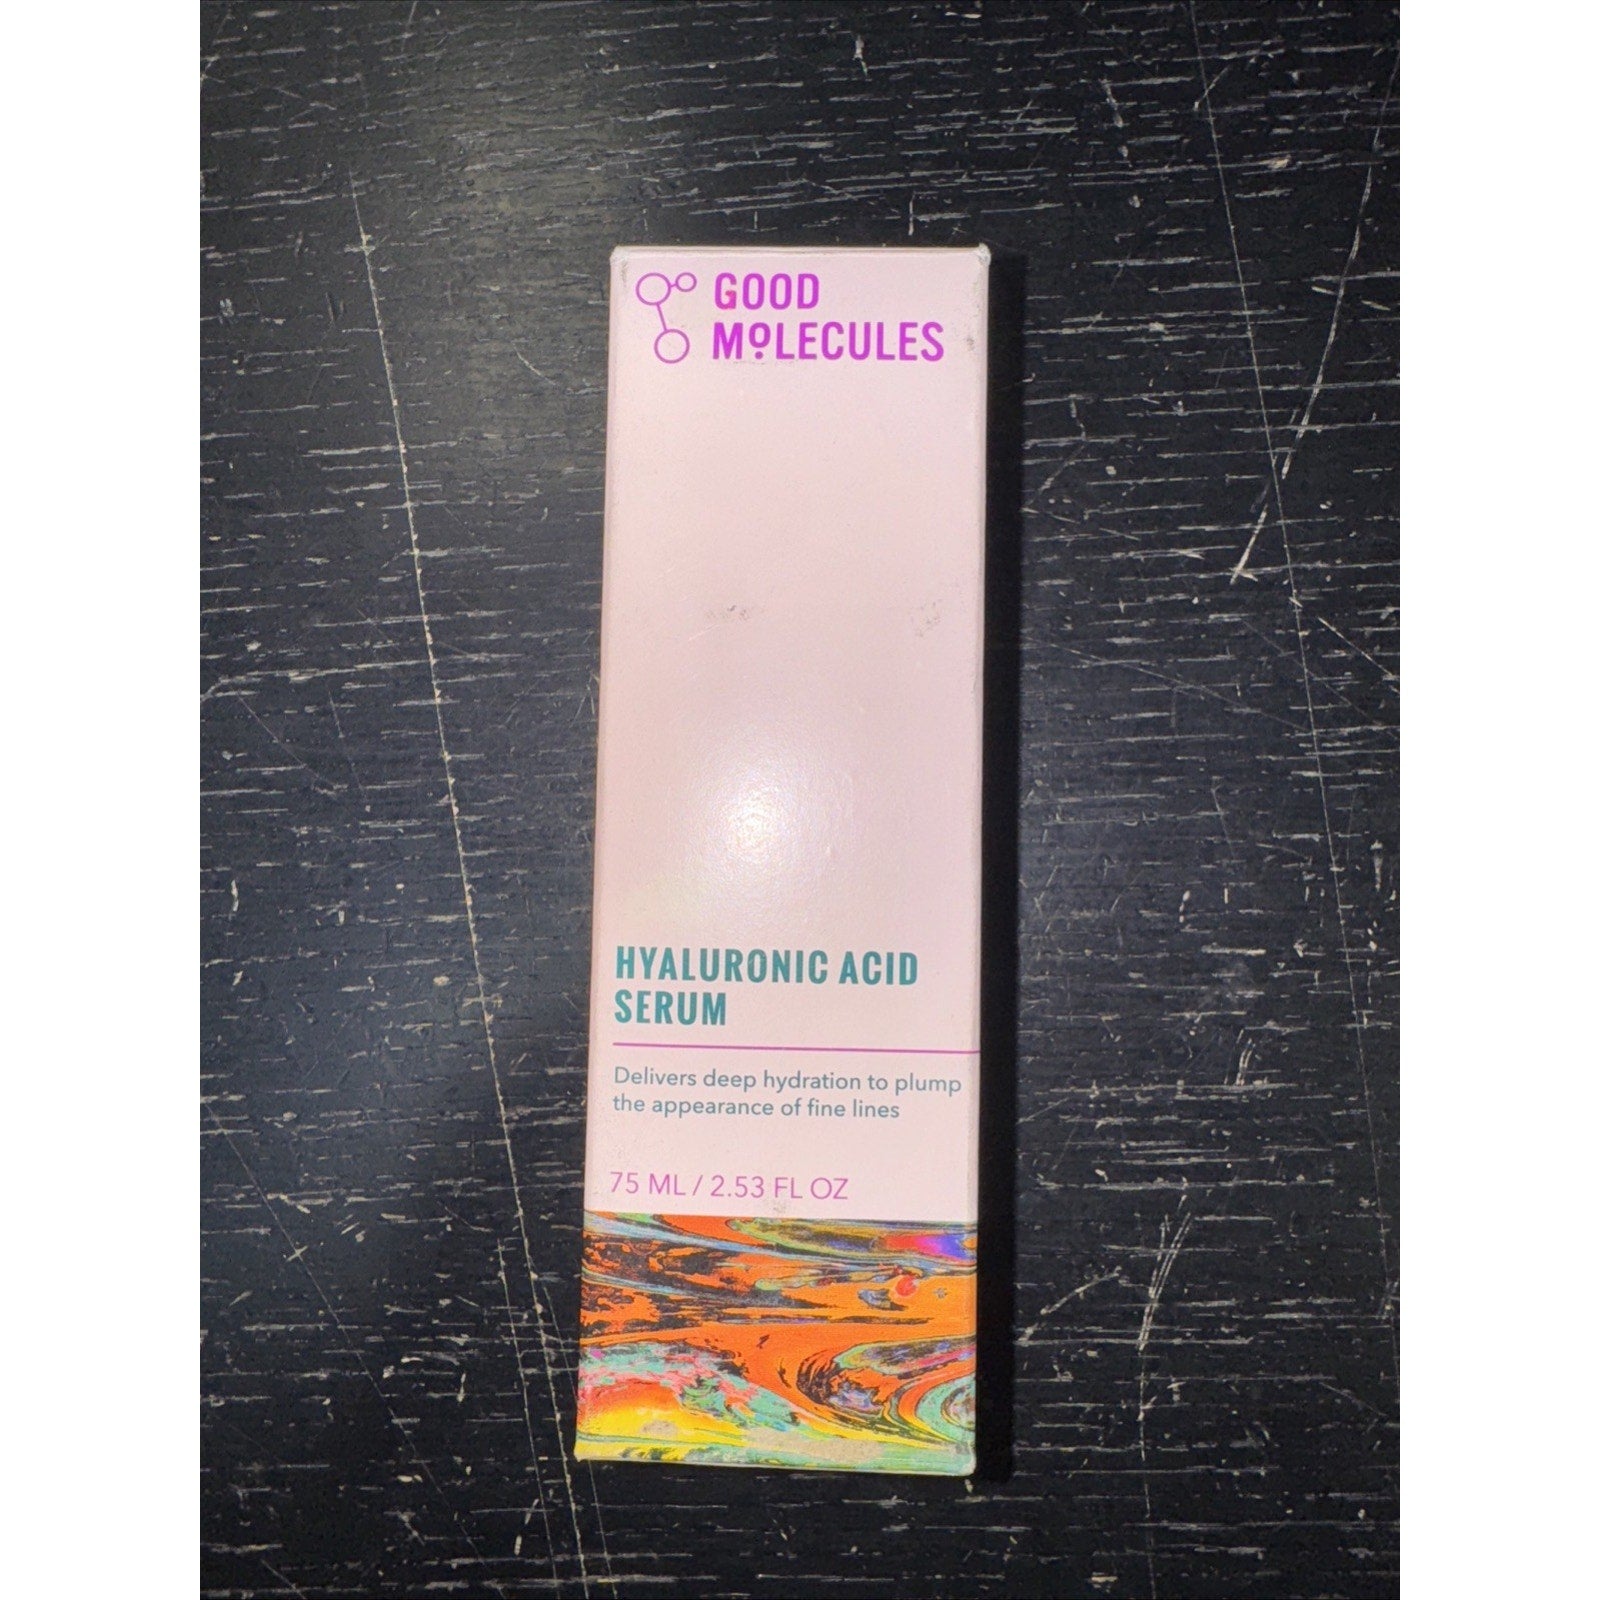 GOOD
MOLECULES
HYALURONIC ACID
SERUM
Delivers deep hydration to plump
the appearance of fine lines
75 ML / 2.53 FL OZ